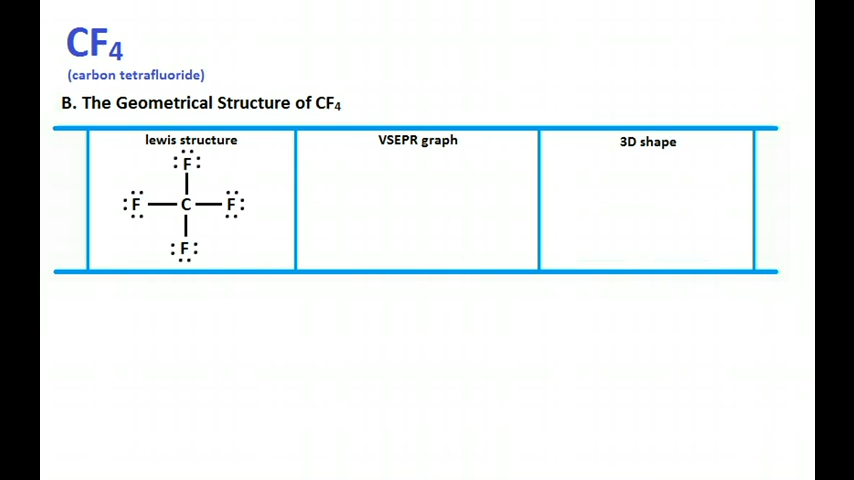 CF₄
(carbon tetrafluoride)
B. The Geometrical Structure of CF₄
lewis structure VSEPR graph 3D shape
F
F C F
F